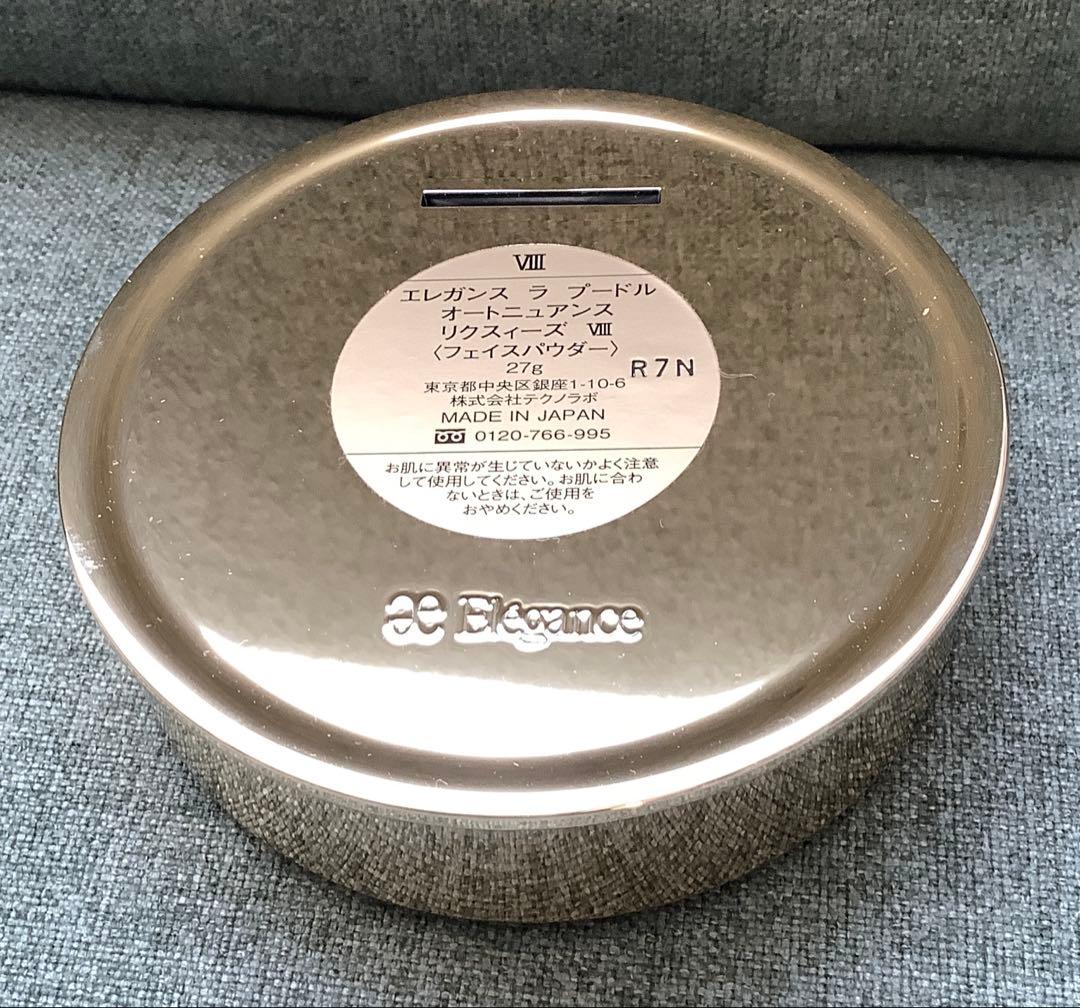 Ⅷ
エレガンス ラ プードル
オートニュアンス
リクスィーズ Ⅷ
〈フェイスパウダー〉
27g
R7N
東京都中央区銀座1-10-6
株式会社テクノラボ
MADE IN JAPAN
0120-766-995
お肌に異常が生じていないかよく注意
して使用してください。お肌に合わ
ないときは、ご使用を
おやめください。
Elégance